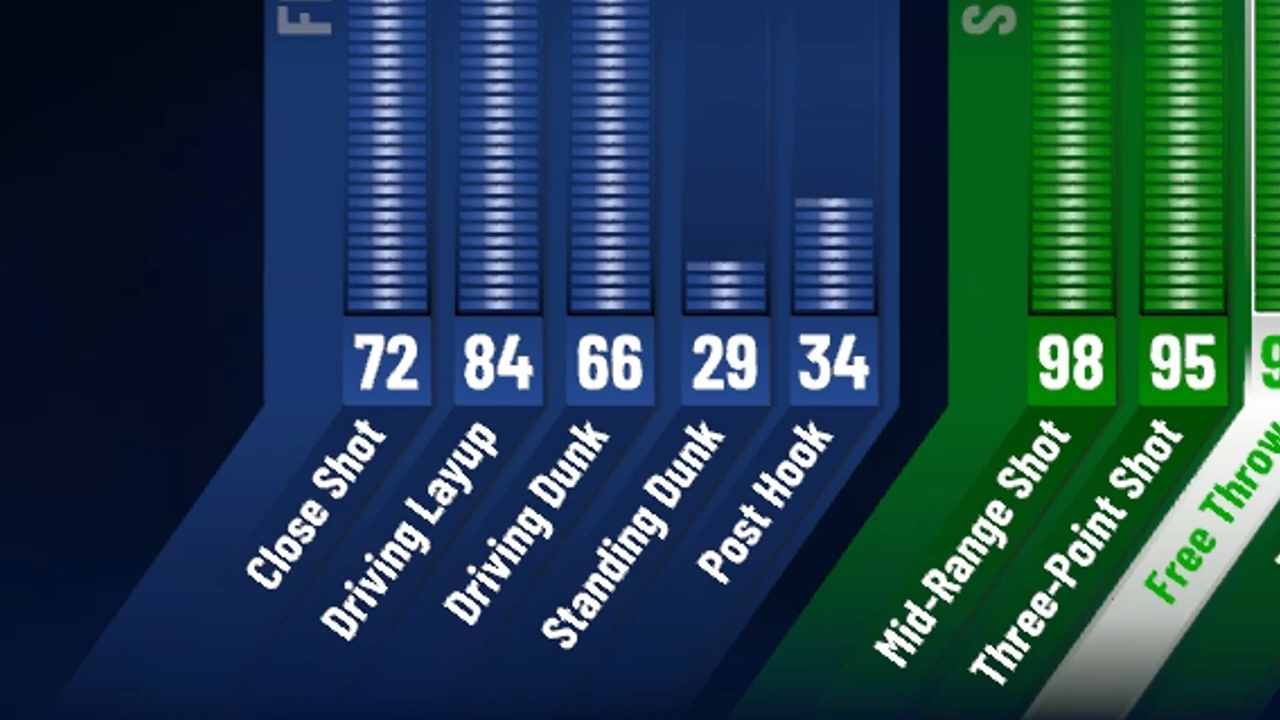 F
S
72
84
66
29
34
98
95
9
Close Shot
Driving Layup
Driving Dunk
Standing Dunk
Post Hook
Mid-Range Shot
Three-Point Shot
Free Throw